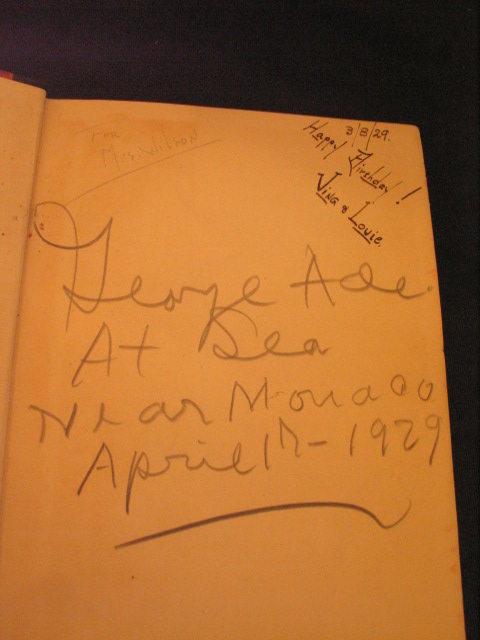 For
Mrs. Wilson
3/8/29.
Happy
Birthday!
Ving & Louie.
George Ade
At Sea
Near Monaco
April 17-1929